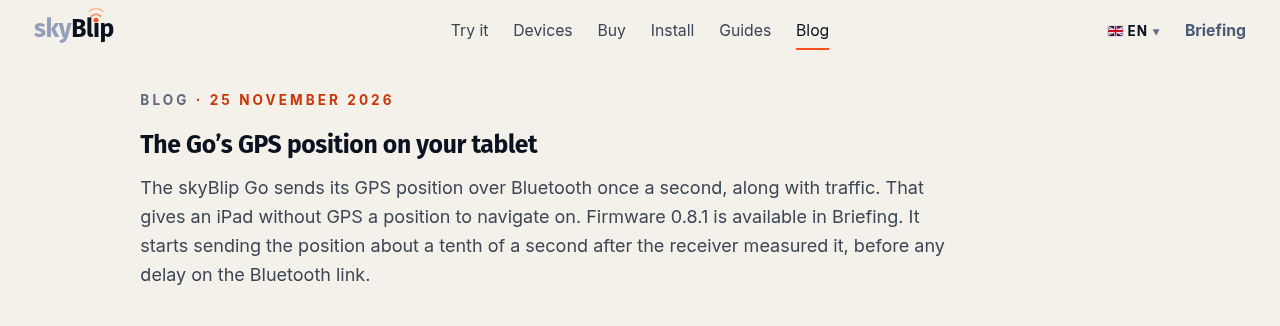 skyBlip
Try it
Devices
Buy
Install
Guides
Blog
EN ▾
Briefing
BLOG · 25 NOVEMBER 2026
The Go’s GPS position on your tablet
The skyBlip Go sends its GPS position over Bluetooth once a second, along with traffic. That
gives an iPad without GPS a position to navigate on. Firmware 0.8.1 is available in Briefing. It
starts sending the position about a tenth of a second after the receiver measured it, before any
delay on the Bluetooth link.